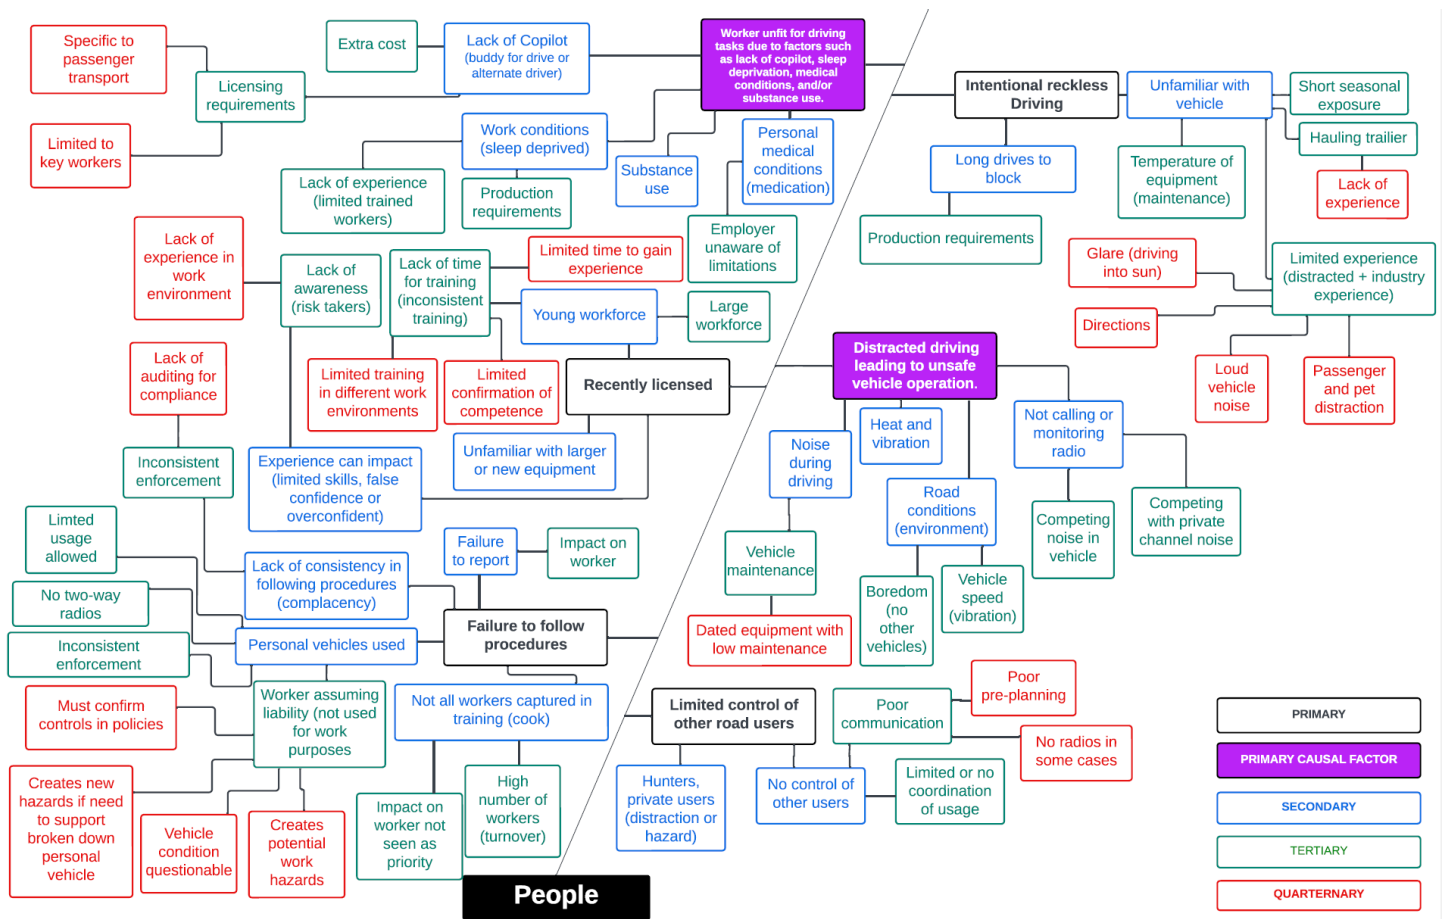 Specific to
passenger
transport
Extra cost
Lack of Copilot
(buddy for drive or
alternate driver)
Worker unfit for driving
tasks due to factors such
as lack of copilot, sleep
deprivation, medical
conditions, and/or
substance use.
Licensing
requirements
Limited to
key workers
Work conditions
(sleep deprived)
Substance
use
Personal
medical
conditions
(medication)
Lack of experience
(limited trained
workers)
Production
requirements
Employer
unaware of
limitations
Intentional reckless
Driving
Unfamiliar with
vehicle
Short seasonal
exposure
Hauling trailier
Lack of
experience
Temperature of
equipment
(maintenance)
Long drives to
block
Production requirements
Glare (driving
into sun)
Limited experience
(distracted + industry
experience)
Directions
Loud
vehicle
noise
Passenger
and pet
distraction
Lack of
experience in
work
environment
Lack of
awareness
(risk takers)
Lack of time
for training
(inconsistent
training)
Limited time to gain
experience
Young workforce
Large
workforce
Limited training
in different work
environments
Limited
confirmation of
competence
Recently licensed
Unfamiliar with larger
or new equipment
Experience can impact
(limited skills, false
confidence or
overconfident)
Distracted driving
leading to unsafe
vehicle operation.
Noise
during
driving
Heat and
vibration
Not calling or
monitoring
radio
Road
conditions
(environment)
Competing
noise in
vehicle
Competing
with private
channel noise
Vehicle
maintenance
Boredom
(no
other
vehicles)
Vehicle
speed
(vibration)
Dated equipment with
low maintenance
Lack of
auditing for
compliance
Inconsistent
enforcement
Limted
usage
allowed
No two-way
radios
Inconsistent
enforcement
Lack of consistency in
following procedures
(complacency)
Failure
to report
Impact on
worker
Failure to follow
procedures
Personal vehicles used
Worker assuming
liability (not used
for work
purposes
Must confirm
controls in policies
Creates new
hazards if need
to support
broken down
personal
vehicle
Vehicle
condition
questionable
Creates
potential
work
hazards
Not all workers captured in
training (cook)
Impact on
worker not
seen as
priority
High
number of
workers
(turnover)
Limited control of
other road users
Hunters,
private users
(distraction or
hazard)
No control of
other users
Poor
communication
Poor
pre-planning
No radios in
some cases
Limited or no
coordination
of usage
People
PRIMARY
PRIMARY CAUSAL FACTOR
SECONDARY
TERTIARY
QUARTERNARY